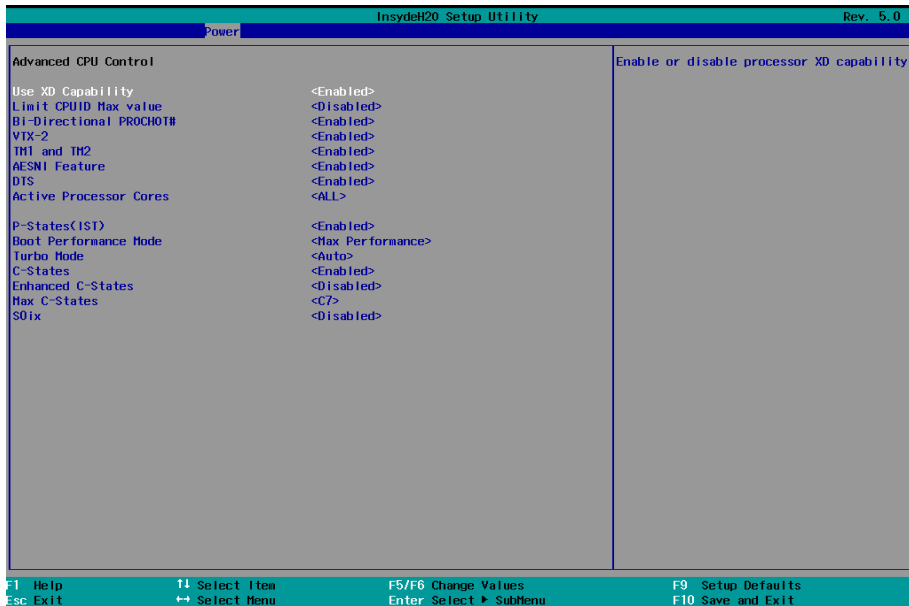 InsydeH2O Setup Utility Rev. 5.0
Power
Advanced CPU Control Enable or disable processor XD capability
Use XD Capability <Enabled>
Limit CPUID Max value <Disabled>
Bi-Directional PROCHOT# <Enabled>
VTX-2 <Enabled>
TM1 and TM2 <Enabled>
AESNI Feature <Enabled>
DTS <Enabled>
Active Processor Cores <ALL>
P-States(IST) <Enabled>
Boot Performance Mode <Max Performance>
Turbo Mode <Auto>
C-States <Enabled>
Enhanced C-States <Disabled>
Max C-States <C7>
S0ix <Disabled>
F1 Help ↑↓ Select Item F5/F6 Change Values F9 Setup Defaults
Esc Exit ↔ Select Menu Enter Select ▶ SubMenu F10 Save and Exit